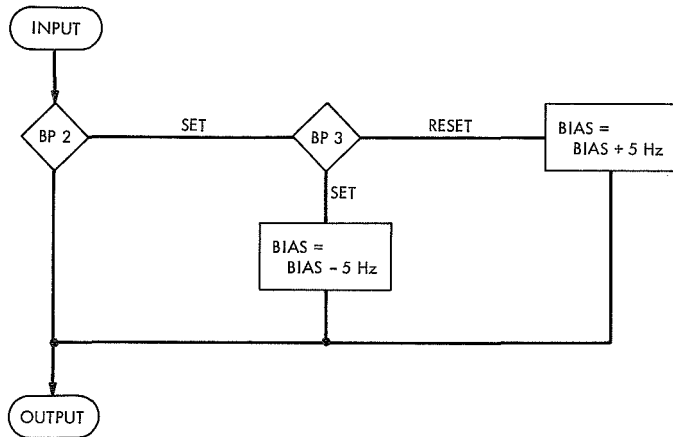 INPUT
BP 2
SET
BP 3
RESET
BIAS =
BIAS + 5 Hz
SET
BIAS =
BIAS – 5 Hz
OUTPUT